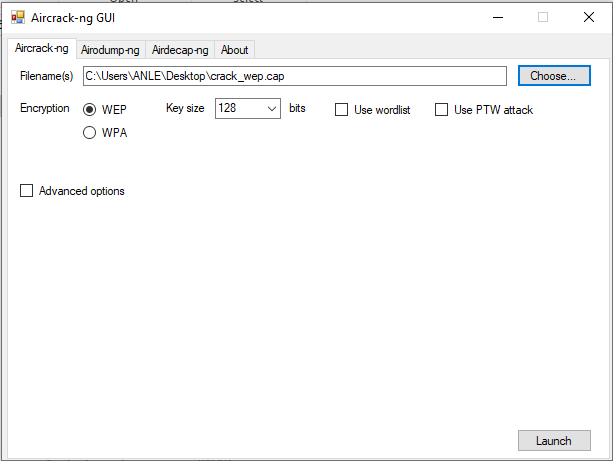 Aircrack-ng GUI
Aircrack-ng Airodump-ng Airdecap-ng About
Filename(s) C:\Users\ANLE\Desktop\crack_wep.cap Choose...
Encryption WEP Key size 128 bits Use wordlist Use PTW attack
WPA
Advanced options
Launch